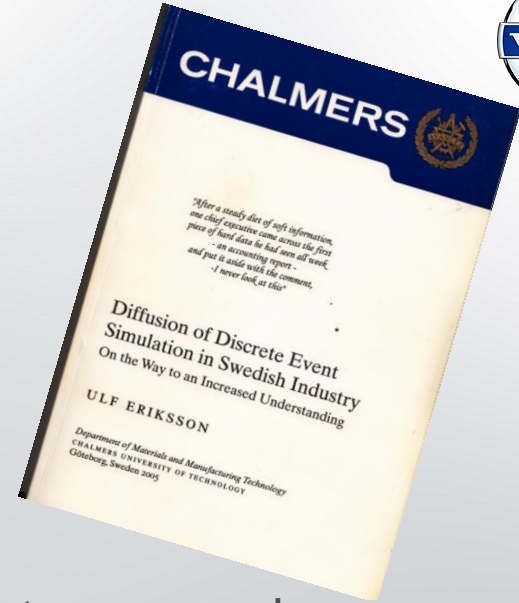 CHALMERS
"After a steady diet of soft information,
one chief executive came across the first
piece of hard data he had seen all week
- an accounting report -
and put it aside with the comment,
-I never look at this"
Diffusion of Discrete Event
Simulation in Swedish Industry
On the Way to an Increased Understanding
ULF ERIKSSON
Department of Materials and Manufacturing Technology
CHALMERS UNIVERSITY OF TECHNOLOGY
Göteborg, Sweden 2005